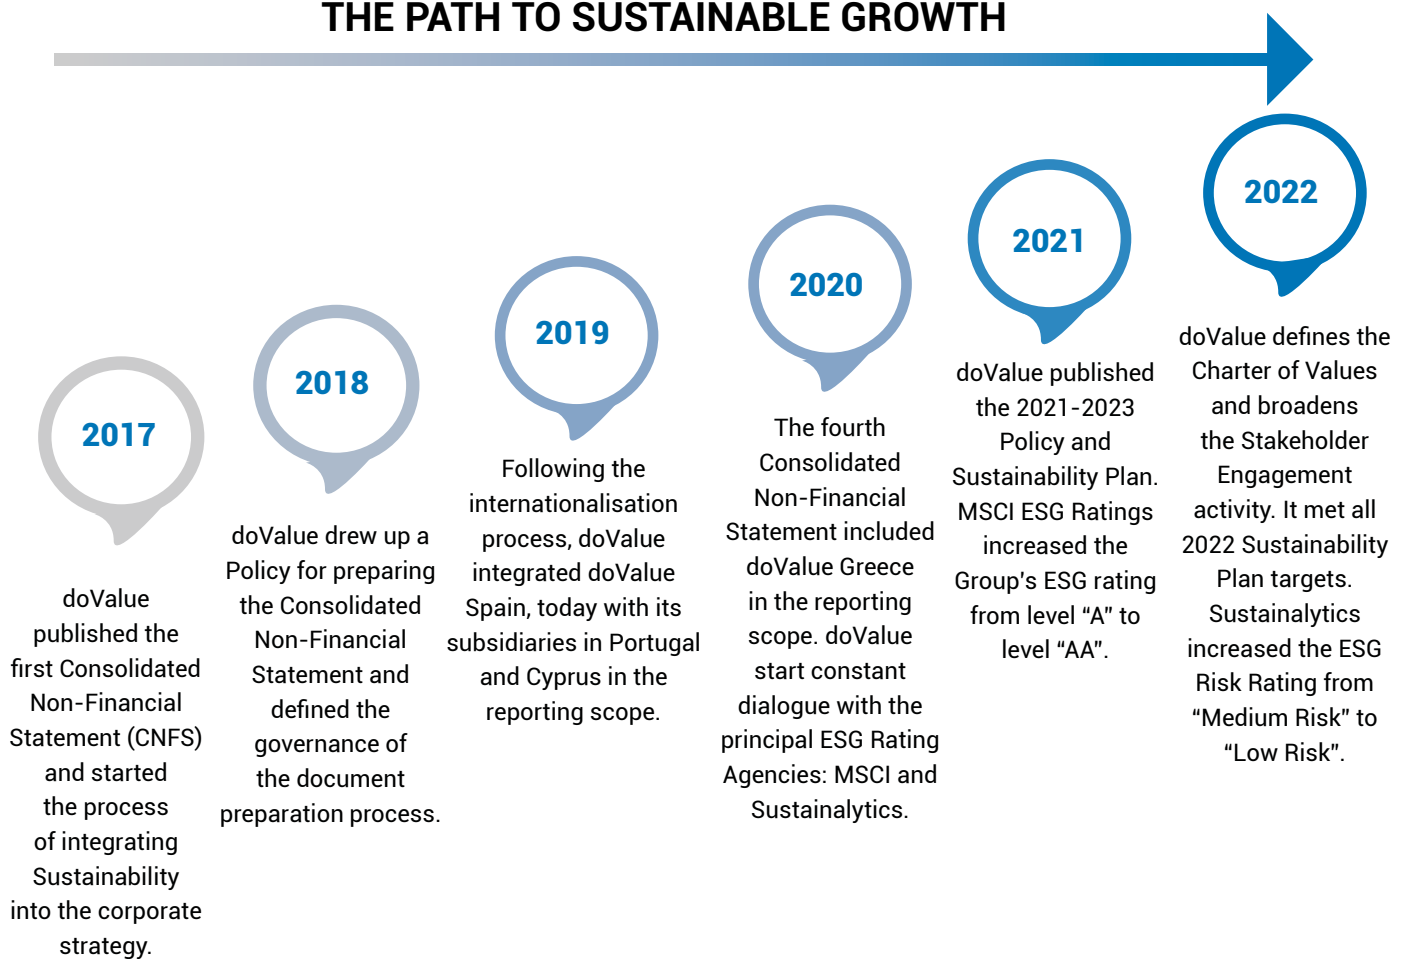 THE PATH TO SUSTAINABLE GROWTH
2017
doValue
published the
first Consolidated
Non-Financial
Statement (CNFS)
and started
the process
of integrating
Sustainability
into the corporate
strategy.
2018
doValue drew up a
Policy for preparing
the Consolidated
Non-Financial
Statement and
defined the
governance of
the document
preparation process.
2019
Following the
internationalisation
process, doValue
integrated doValue
Spain, today with its
subsidiaries in Portugal
and Cyprus in the
reporting scope.
2020
The fourth
Consolidated
Non-Financial
Statement included
doValue Greece
in the reporting
scope. doValue
start constant
dialogue with the
principal ESG Rating
Agencies: MSCI and
Sustainalytics.
2021
doValue published
the 2021-2023
Policy and
Sustainability Plan.
MSCI ESG Ratings
increased the
Group's ESG rating
from level “A” to
level “AA”.
2022
doValue defines the
Charter of Values
and broadens
the Stakeholder
Engagement
activity. It met all
2022 Sustainability
Plan targets.
Sustainalytics
increased the ESG
Risk Rating from
“Medium Risk” to
“Low Risk”.